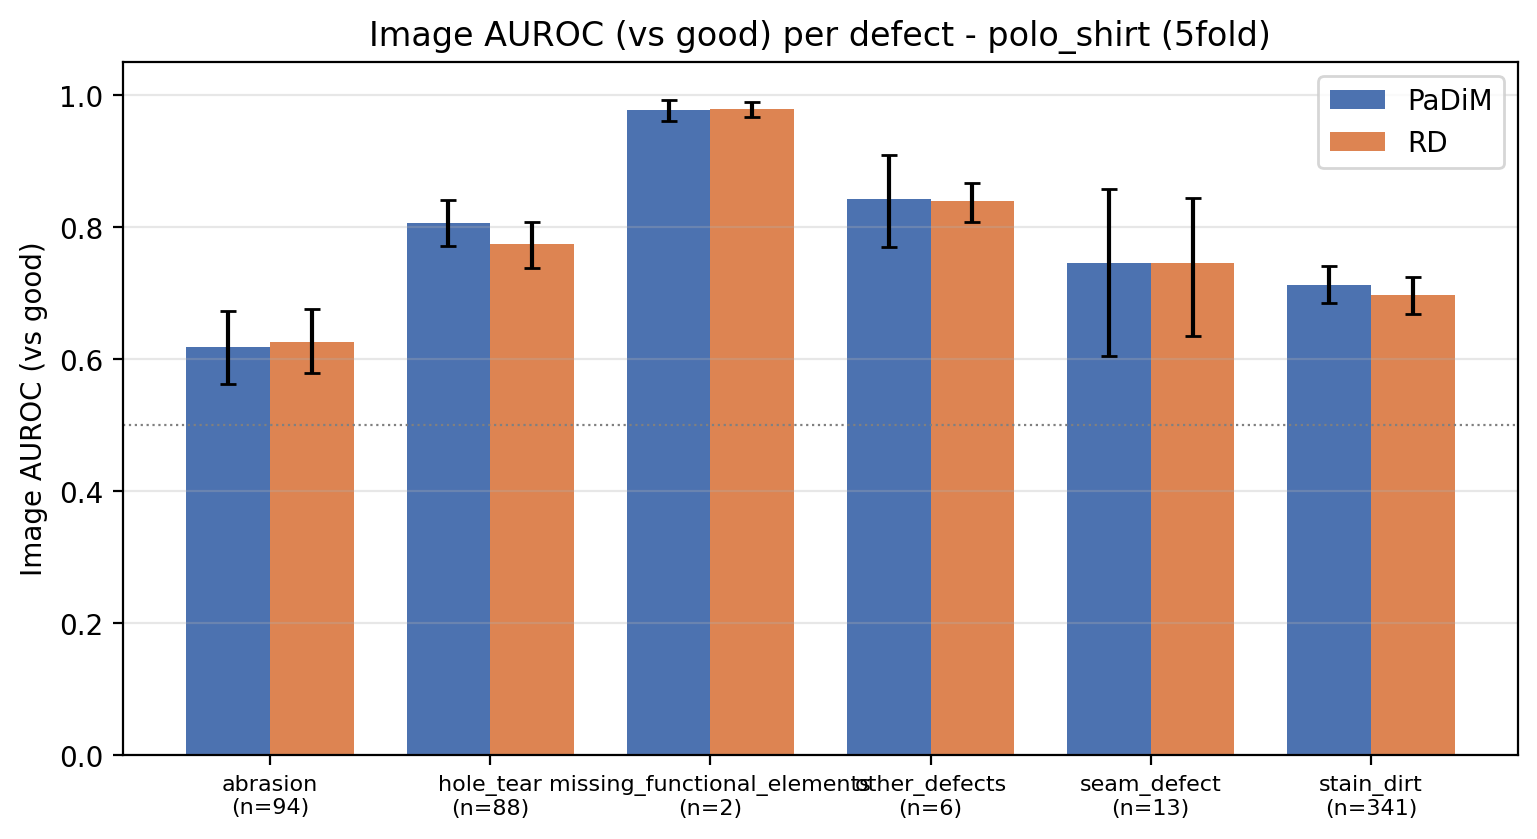 Image AUROC (vs good) per defect - polo_shirt (5fold)
PaDiM
RD
Image AUROC (vs good)
1.0
0.8
0.6
0.4
0.2
0.0
abrasion
(n=94)
hole_tear
(n=88)
missing_functional_elements
(n=2)
other_defects
(n=6)
seam_defect
(n=13)
stain_dirt
(n=341)